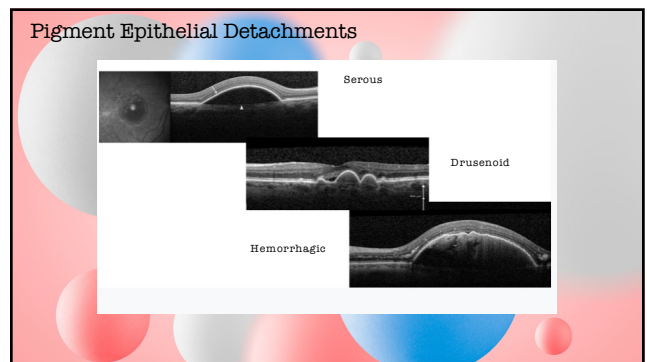 Pigment Epithelial Detachments
Serous
Drusenoid
Hemorrhagic